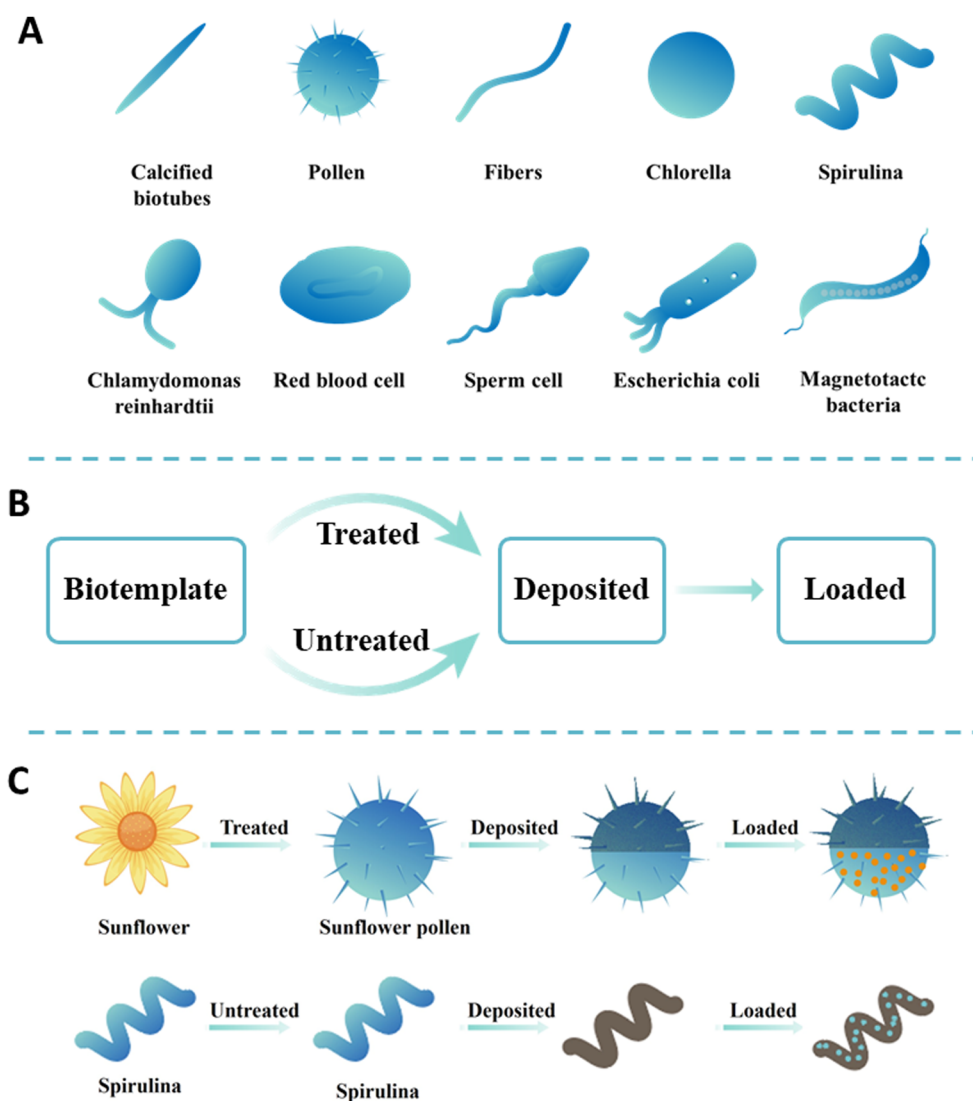 A
Calcified
biotubes
Pollen
Fibers
Chlorella
Spirulina
Chlamydomonas
reinhardtii
Red blood cell
Sperm cell
Escherichia coli
Magnetotactc
bacteria
B
Biotemplate
Treated
Untreated
Deposited
Loaded
C
Treated
Deposited
Loaded
Sunflower
Sunflower pollen
Untreated
Deposited
Loaded
Spirulina
Spirulina